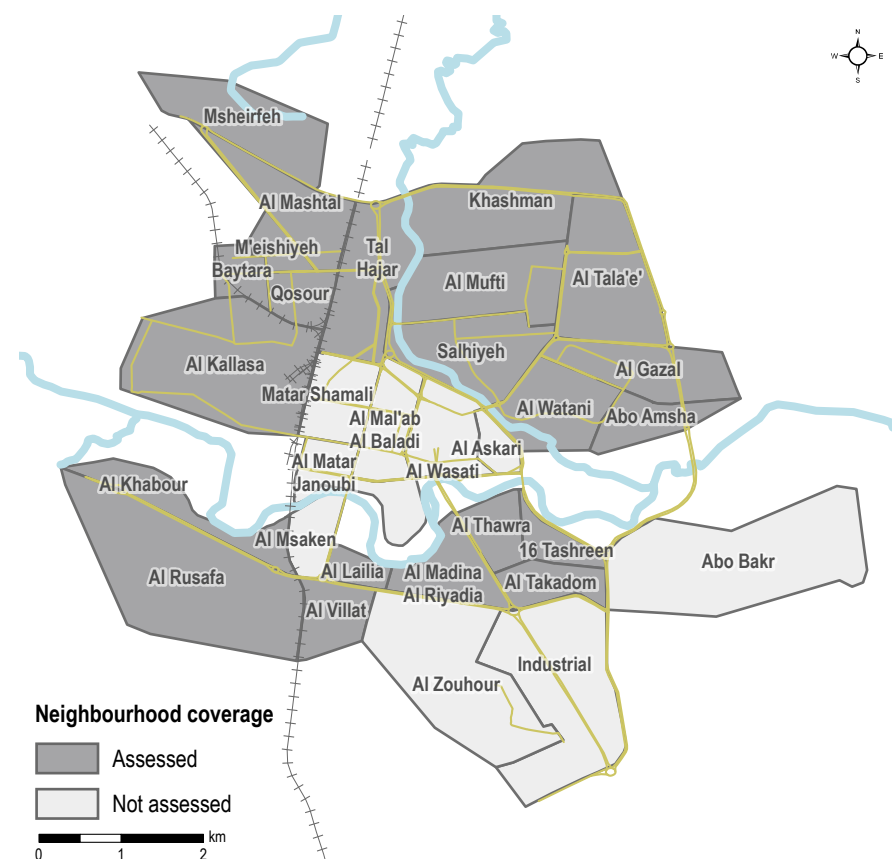 N
W E
S
Msheirfeh
Al Mashtal
Khashman
M'eishiyeh
Tal
Hajar
Baytara
Qosour
Al Mufti
Al Tala'e'
Salhiyeh
Al Kallasa
Al Gazal
Matar Shamali
Al Watani
Abo Amsha
Al Mal'ab
Al Baladi
Al Askari
Al Matar
Janoubi
Al Wasati
Al Khabour
Al Thawra
Al Msaken
16 Tashreen
Abo Bakr
Al Rusafa
Al Lailia
Al Madina
Al Riyadia
Al Takadom
Al Villat
Industrial
Al Zouhour
Neighbourhood coverage
Assessed
Not assessed
km
0 1 2